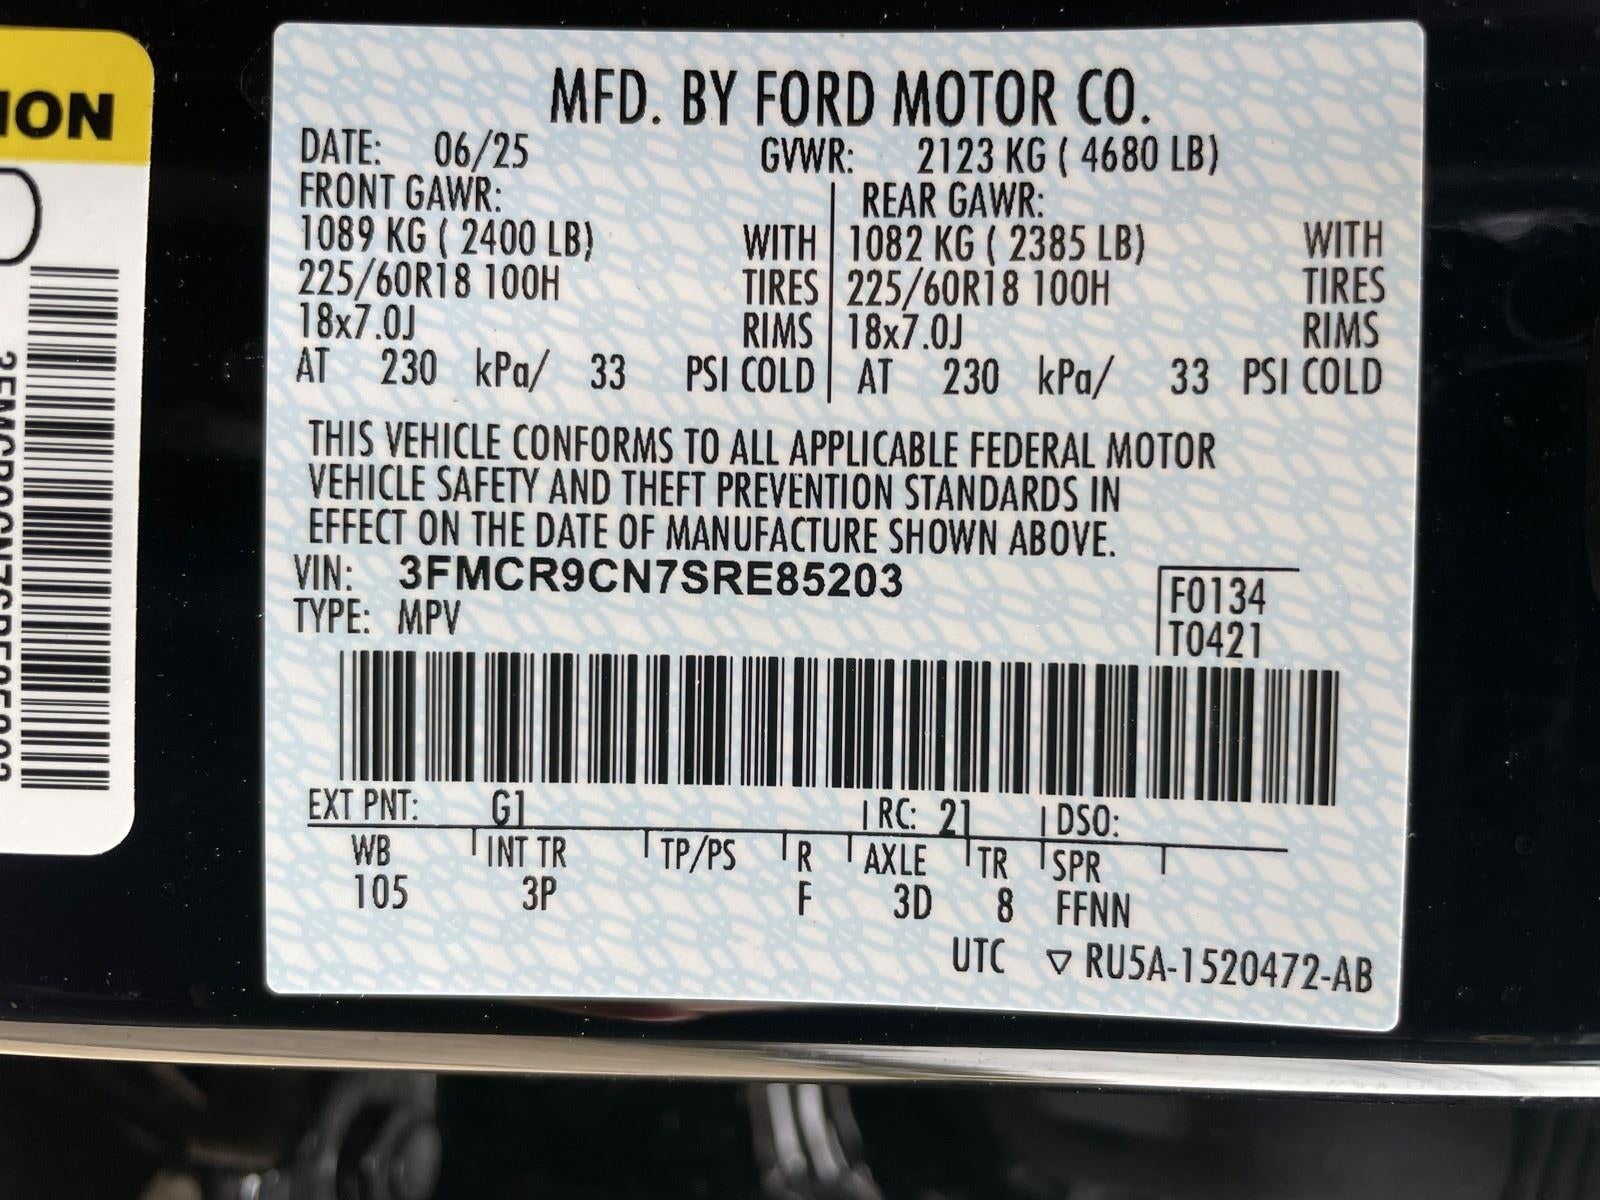 ION
3FMCR9CN7SRE85203
MFD. BY FORD MOTOR CO.
DATE: 06/25 GVWR: 2123 KG ( 4680 LB)
FRONT GAWR: REAR GAWR:
1089 KG ( 2400 LB) WITH 1082 KG ( 2385 LB) WITH
225/60R18 100H TIRES 225/60R18 100H TIRES
18x7.0J RIMS 18x7.0J RIMS
AT 230 kPa/ 33 PSI COLD AT 230 kPa/ 33 PSI COLD
THIS VEHICLE CONFORMS TO ALL APPLICABLE FEDERAL MOTOR
VEHICLE SAFETY AND THEFT PREVENTION STANDARDS IN
EFFECT ON THE DATE OF MANUFACTURE SHOWN ABOVE.
VIN: 3FMCR9CN7SRE85203
TYPE: MPV
F0134
T0421
EXT PNT: G1 RC: 21 DSO:
WB INT TR TP/PS R AXLE TR SPR
105 3P F 3D 8 FFNN
UTC ▽ RU5A-1520472-AB